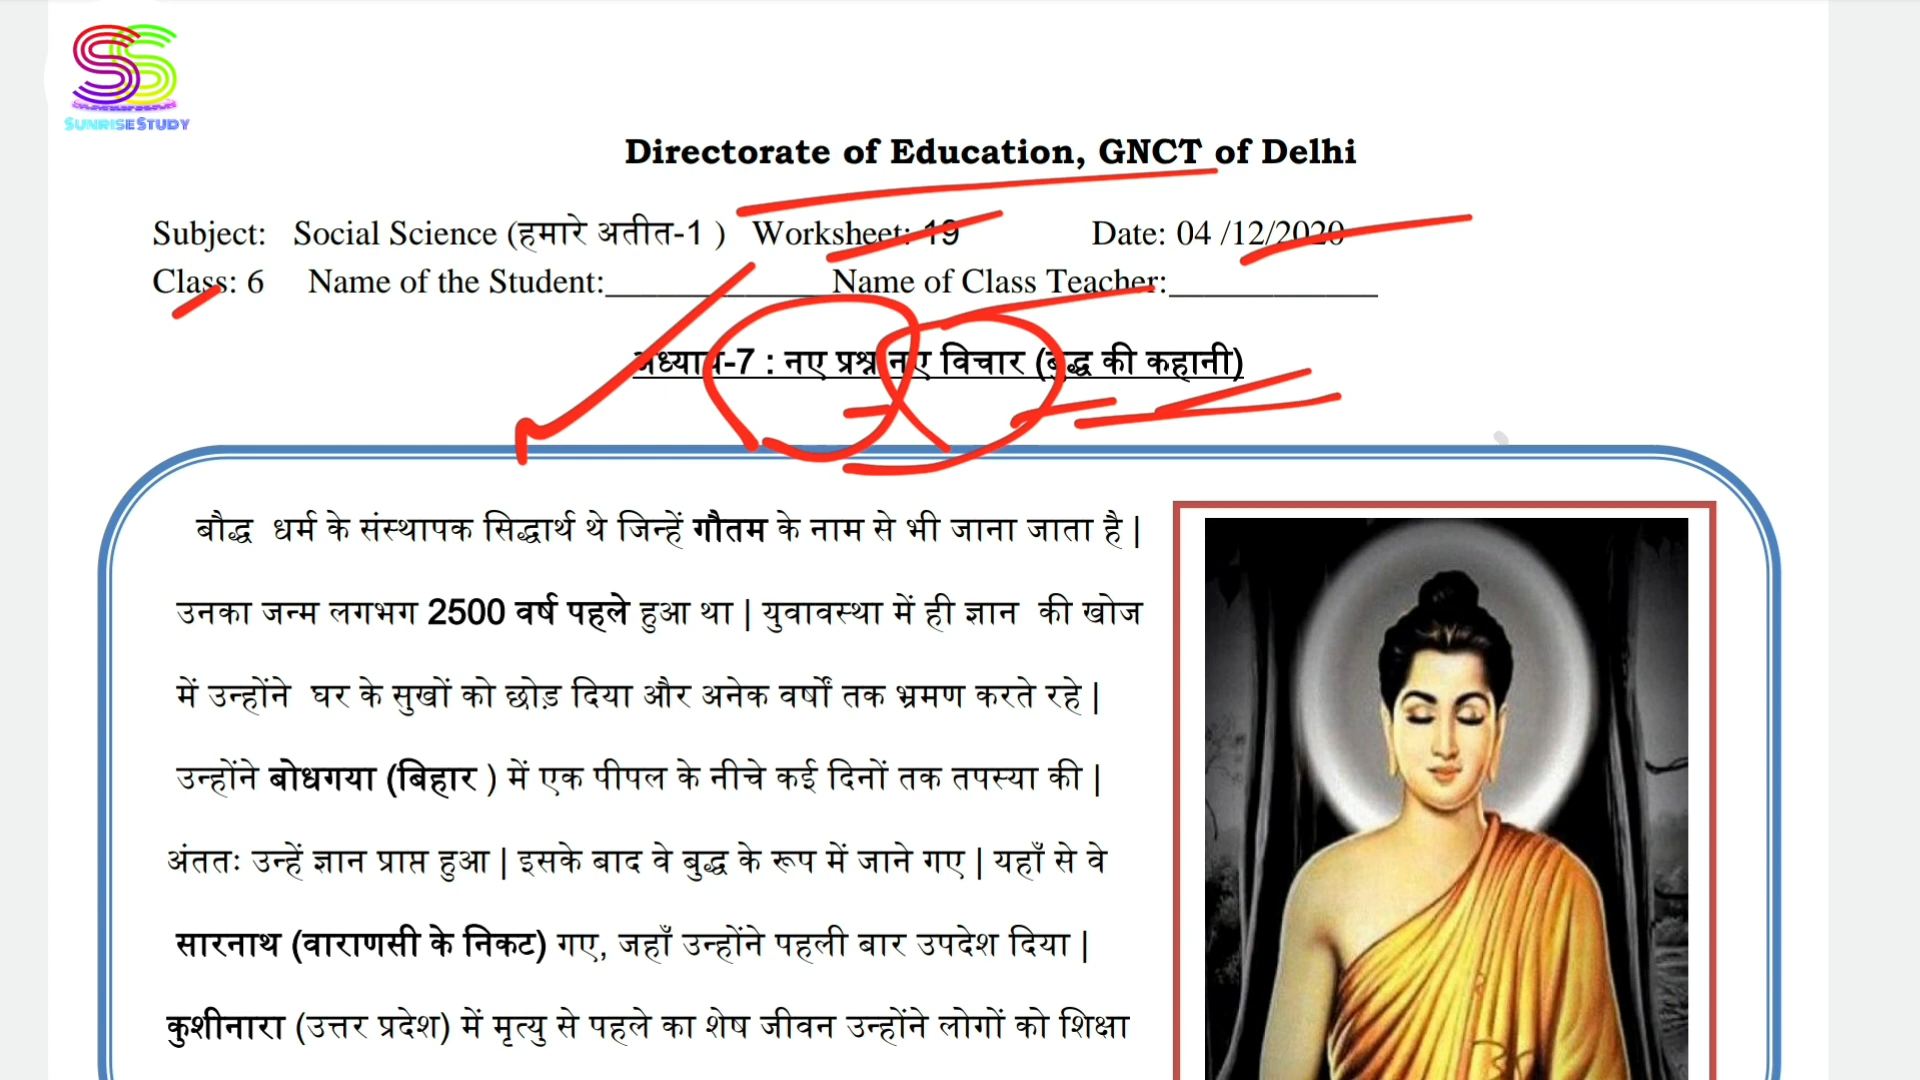 SUNRISE STUDY
Directorate of Education, GNCT of Delhi
Subject: Social Science (हमारे अतीत-1 ) Worksheet: 19 Date: 04 /12/2020
Class: 6 Name of the Student:____________ Name of Class Teacher:____________
अध्याय-7 : नए प्रश्न नए विचार (बुद्ध की कहानी)
बौद्ध धर्म के संस्थापक सिद्धार्थ थे जिन्हें गौतम के नाम से भी जाना जाता है |
उनका जन्म लगभग 2500 वर्ष पहले हुआ था | युवावस्था में ही ज्ञान की खोज
में उन्होंने घर के सुखों को छोड़ दिया और अनेक वर्षों तक भ्रमण करते रहे |
उन्होंने बोधगया (बिहार ) में एक पीपल के नीचे कई दिनों तक तपस्या की |
अंततः उन्हें ज्ञान प्राप्त हुआ | इसके बाद वे बुद्ध के रूप में जाने गए | यहाँ से वे
सारनाथ (वाराणसी के निकट) गए, जहाँ उन्होंने पहली बार उपदेश दिया |
कुशीनारा (उत्तर प्रदेश) में मृत्यु से पहले का शेष जीवन उन्होंने लोगों को शिक्षा